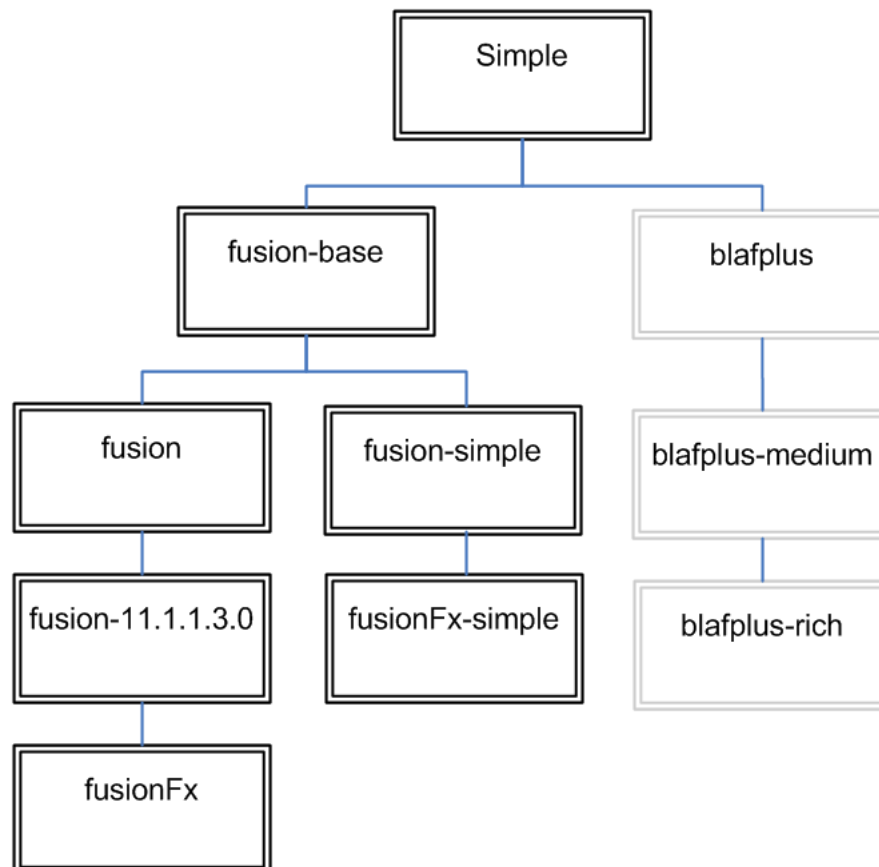 Simple
fusion-base
blafplus
fusion
fusion-simple
blafplus-medium
fusion-11.1.1.3.0
fusionFx-simple
blafplus-rich
fusionFx